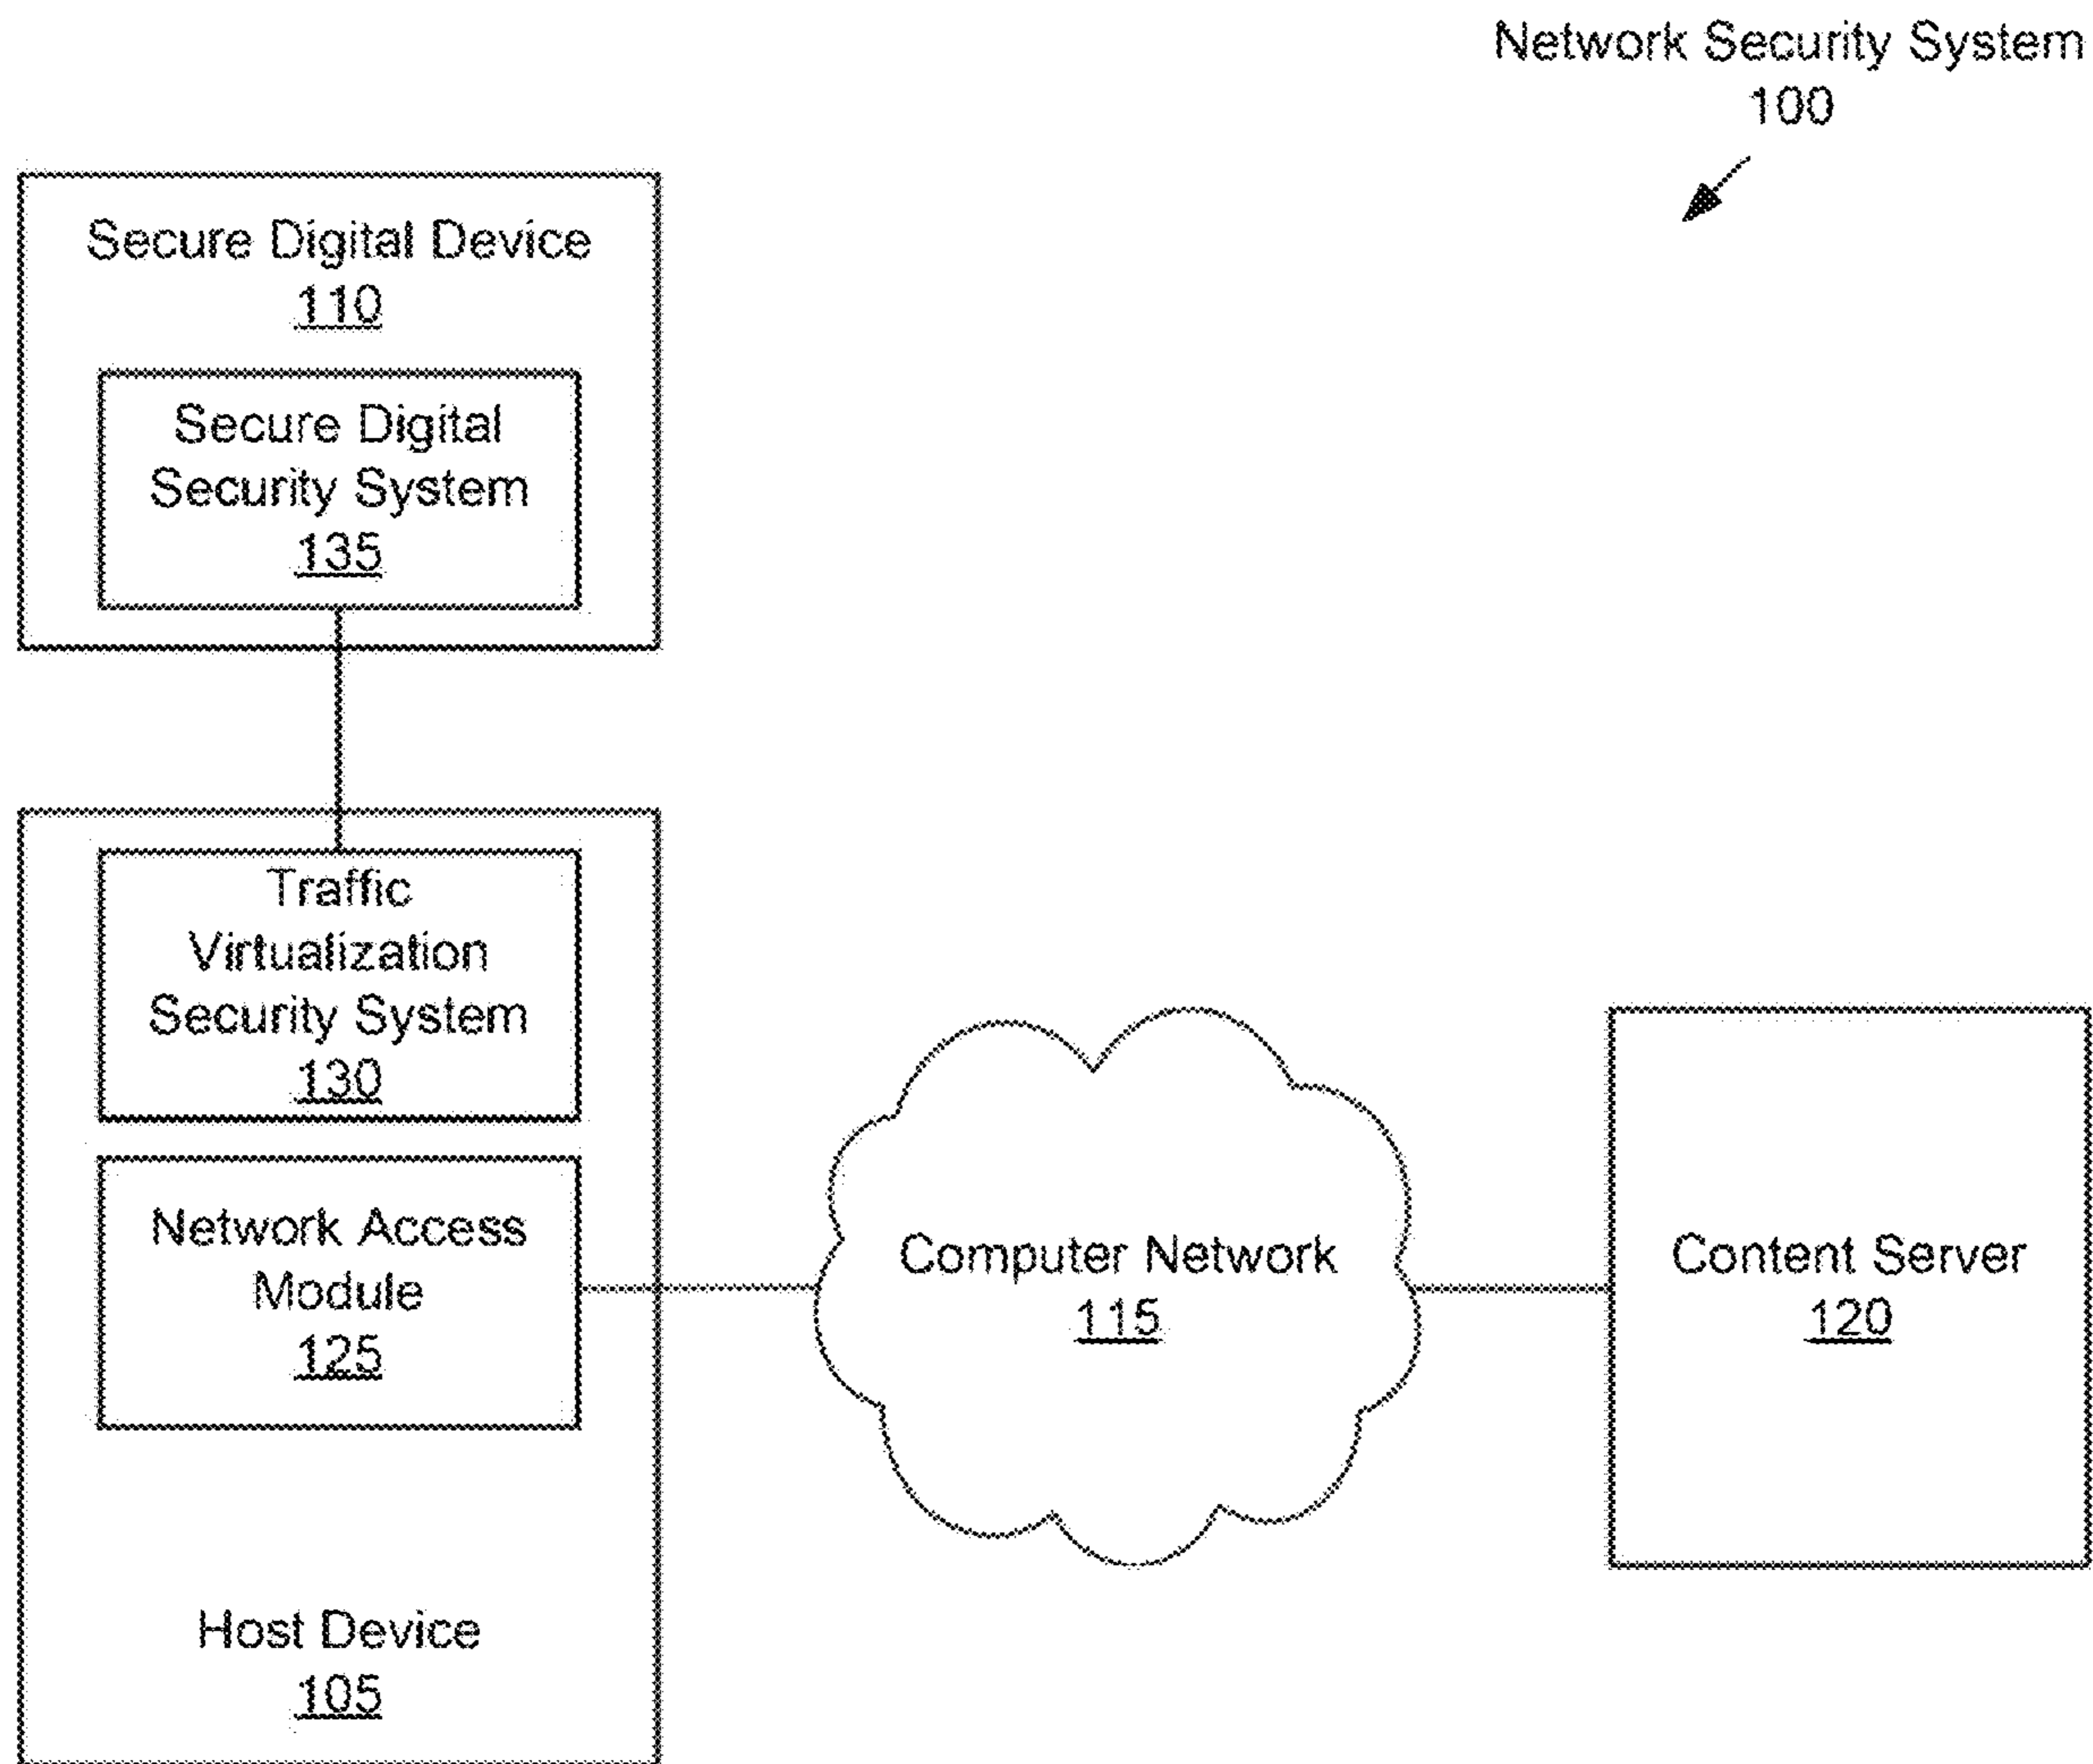 Network Security System
100
Secure Digital Device
110
Secure Digital
Security System
135
Traffic
Virtualization
Security System
130
Network Access
Module
125
Host Device
105
Computer Network
115
Content Server
120